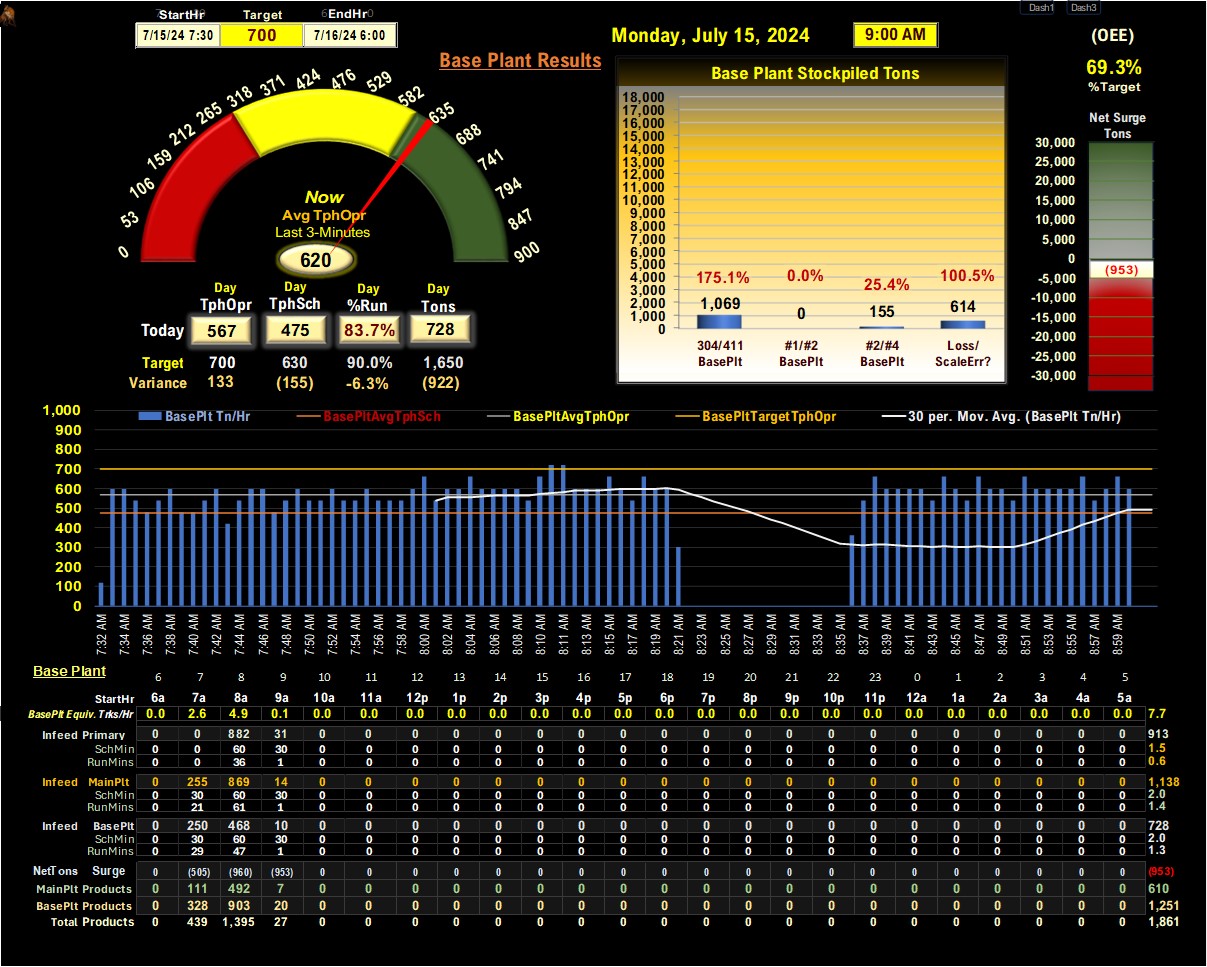 Dash1 Dash3
StartHr Target EndHr
7/15/24 7:30 700 7/16/24 6:00
Monday, July 15, 2024 9:00 AM
(OEE)
69.3%
%Target
Base Plant Results
Base Plant Stockpiled Tons
Net Surge
Tons
0 53 106 159 212 265 318 371 424 476 529 582 635 688 741 794 847 900
Now
Avg TphOpr
Last 3-Minutes
620
18,000
17,000
16,000
15,000
14,000
13,000
12,000
11,000
10,000
9,000
8,000
7,000
6,000
5,000
4,000
3,000
2,000
1,000
0
175.1% 0.0% 25.4% 100.5%
1,069 0 155 614
304/411 #1/#2 #2/#4 Loss/
BasePlt BasePlt BasePlt ScaleErr?
30,000
25,000
20,000
15,000
10,000
5,000
0
-5,000
-10,000
-15,000
-20,000
-25,000
-30,000
(953)
Day Day Day Day
TphOpr TphSch %Run Tons
Today 567 475 83.7% 728
Target 700 630 90.0% 1,650
Variance 133 (155) -6.3% (922)
BasePlt Tn/Hr BasePltAvgTphSch BasePltAvgTphOpr BasePltTargetTphOpr 30 per. Mov. Avg. (BasePlt Tn/Hr)
1,000
900
800
700
600
500
400
300
200
100
0
7:32 AM 7:34 AM 7:36 AM 7:38 AM 7:40 AM 7:42 AM 7:44 AM 7:46 AM 7:48 AM 7:50 AM 7:52 AM 7:54 AM 7:56 AM 7:58 AM 8:00 AM 8:02 AM 8:04 AM 8:06 AM 8:08 AM 8:10 AM 8:11 AM 8:13 AM 8:15 AM 8:17 AM 8:19 AM 8:21 AM 8:23 AM 8:25 AM 8:27 AM 8:29 AM 8:31 AM 8:33 AM 8:35 AM 8:37 AM 8:39 AM 8:41 AM 8:43 AM 8:45 AM 8:47 AM 8:49 AM 8:51 AM 8:53 AM 8:55 AM 8:57 AM 8:59 AM
Base Plant 6 7 8 9 10 11 12 13 14 15 16 17 18 19 20 21 22 23 0 1 2 3 4 5
StartHr 6a 7a 8a 9a 10a 11a 12p 1p 2p 3p 4p 5p 6p 7p 8p 9p 10p 11p 12a 1a 2a 3a 4a 5a
BasePlt Equiv. Trks/Hr 0.0 2.6 4.9 0.1 0.0 0.0 0.0 0.0 0.0 0.0 0.0 0.0 0.0 0.0 0.0 0.0 0.0 0.0 0.0 0.0 0.0 0.0 0.0 0.0 7.7
Infeed Primary 0 0 882 31 0 0 0 0 0 0 0 0 0 0 0 0 0 0 0 0 0 0 0 0 913
SchMin 0 0 60 30 0 0 0 0 0 0 0 0 0 0 0 0 0 0 0 0 0 0 0 0 1.5
RunMins 0 0 36 1 0 0 0 0 0 0 0 0 0 0 0 0 0 0 0 0 0 0 0 0 0.6
Infeed MainPlt 0 255 869 14 0 0 0 0 0 0 0 0 0 0 0 0 0 0 0 0 0 0 0 0 1,138
SchMin 0 30 60 30 0 0 0 0 0 0 0 0 0 0 0 0 0 0 0 0 0 0 0 0 2.0
RunMins 0 21 61 1 0 0 0 0 0 0 0 0 0 0 0 0 0 0 0 0 0 0 0 0 1.4
Infeed BasePlt 0 250 468 10 0 0 0 0 0 0 0 0 0 0 0 0 0 0 0 0 0 0 0 0 728
SchMin 0 30 60 30 0 0 0 0 0 0 0 0 0 0 0 0 0 0 0 0 0 0 0 0 2.0
RunMins 0 29 47 1 0 0 0 0 0 0 0 0 0 0 0 0 0 0 0 0 0 0 0 0 1.3
NetTons Surge 0 (505) (960) (953) 0 0 0 0 0 0 0 0 0 0 0 0 0 0 0 0 0 0 0 0 (953)
MainPlt Products 0 111 492 7 0 0 0 0 0 0 0 0 0 0 0 0 0 0 0 0 0 0 0 0 610
BasePlt Products 0 328 903 20 0 0 0 0 0 0 0 0 0 0 0 0 0 0 0 0 0 0 0 0 1,251
Total Products 0 439 1,395 27 0 0 0 0 0 0 0 0 0 0 0 0 0 0 0 0 0 0 0 0 1,861